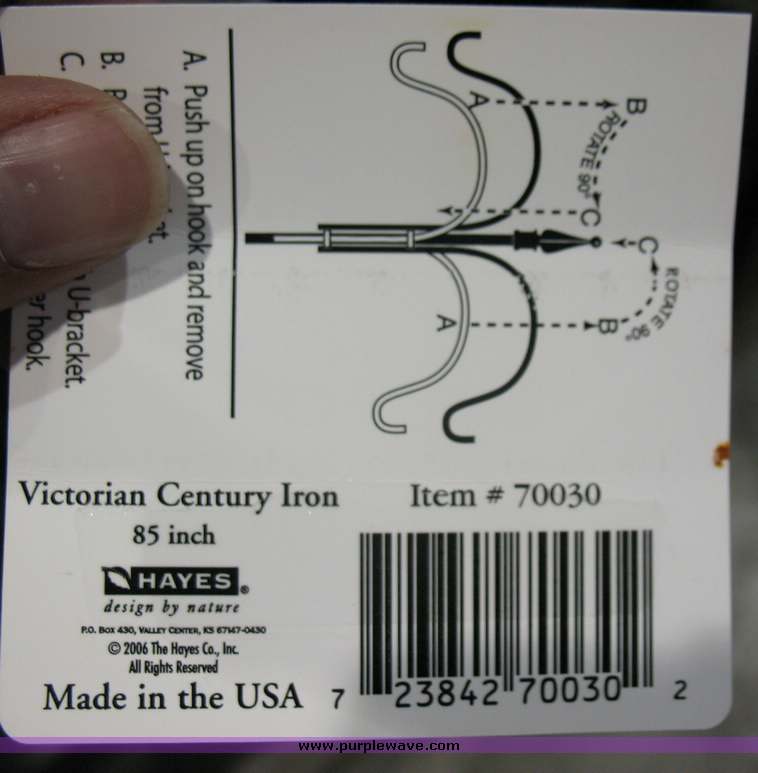 A. Push up on hook and remove
from
B.
U-bracket.
C.
hook.
A
B
ROTATE 90°
C
C
ROTATE 90°
B
A
Victorian Century Iron
85 inch
HAYES®
design by nature
P.O. Box 430, Valley Center, KS 67147-0430
© 2006 The Hayes Co., Inc.
All Rights Reserved
Made in the USA
Item # 70030
7 23842 70030 2
www.purplewave.com